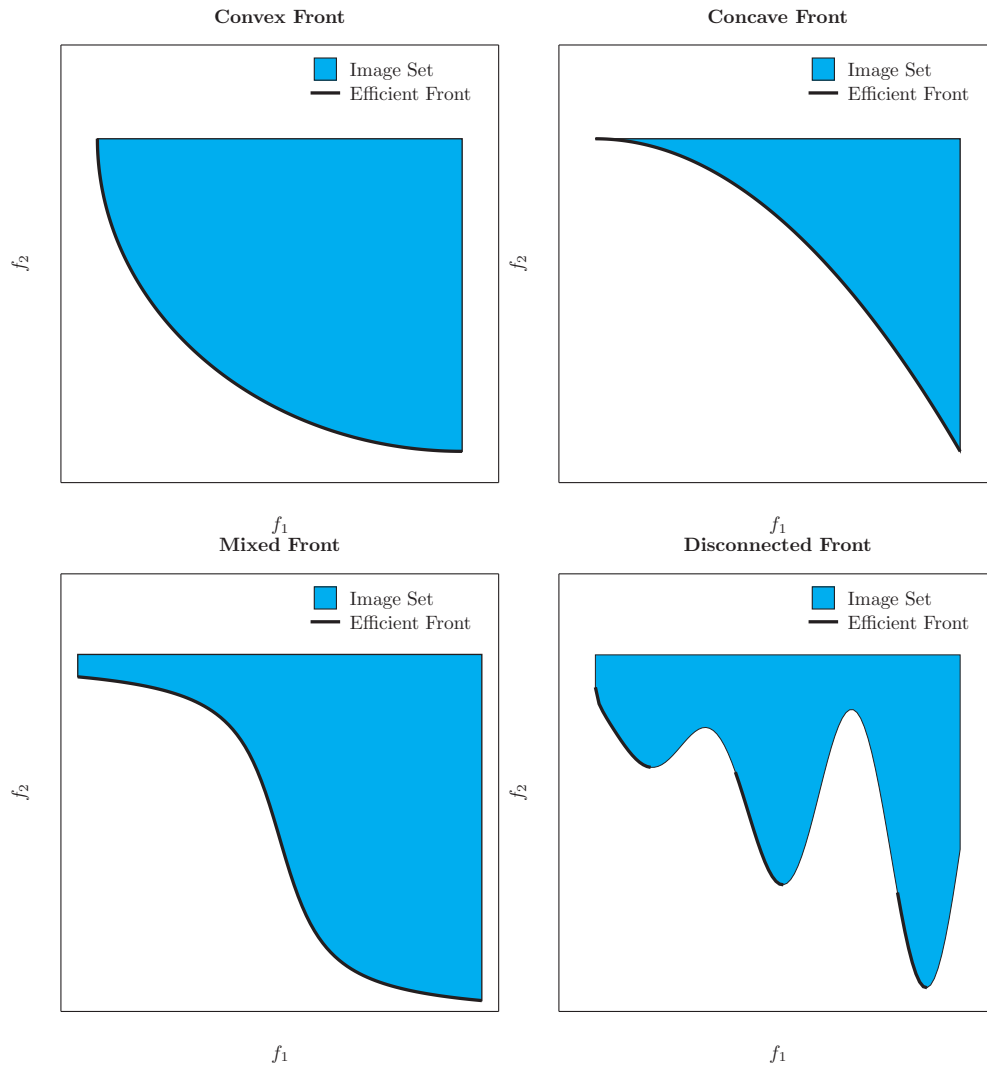 Convex Front
Image Set
Efficient Front
f₂
f₁
Concave Front
Image Set
Efficient Front
f₂
f₁
Mixed Front
Image Set
Efficient Front
f₂
f₁
Disconnected Front
Image Set
Efficient Front
f₂
f₁